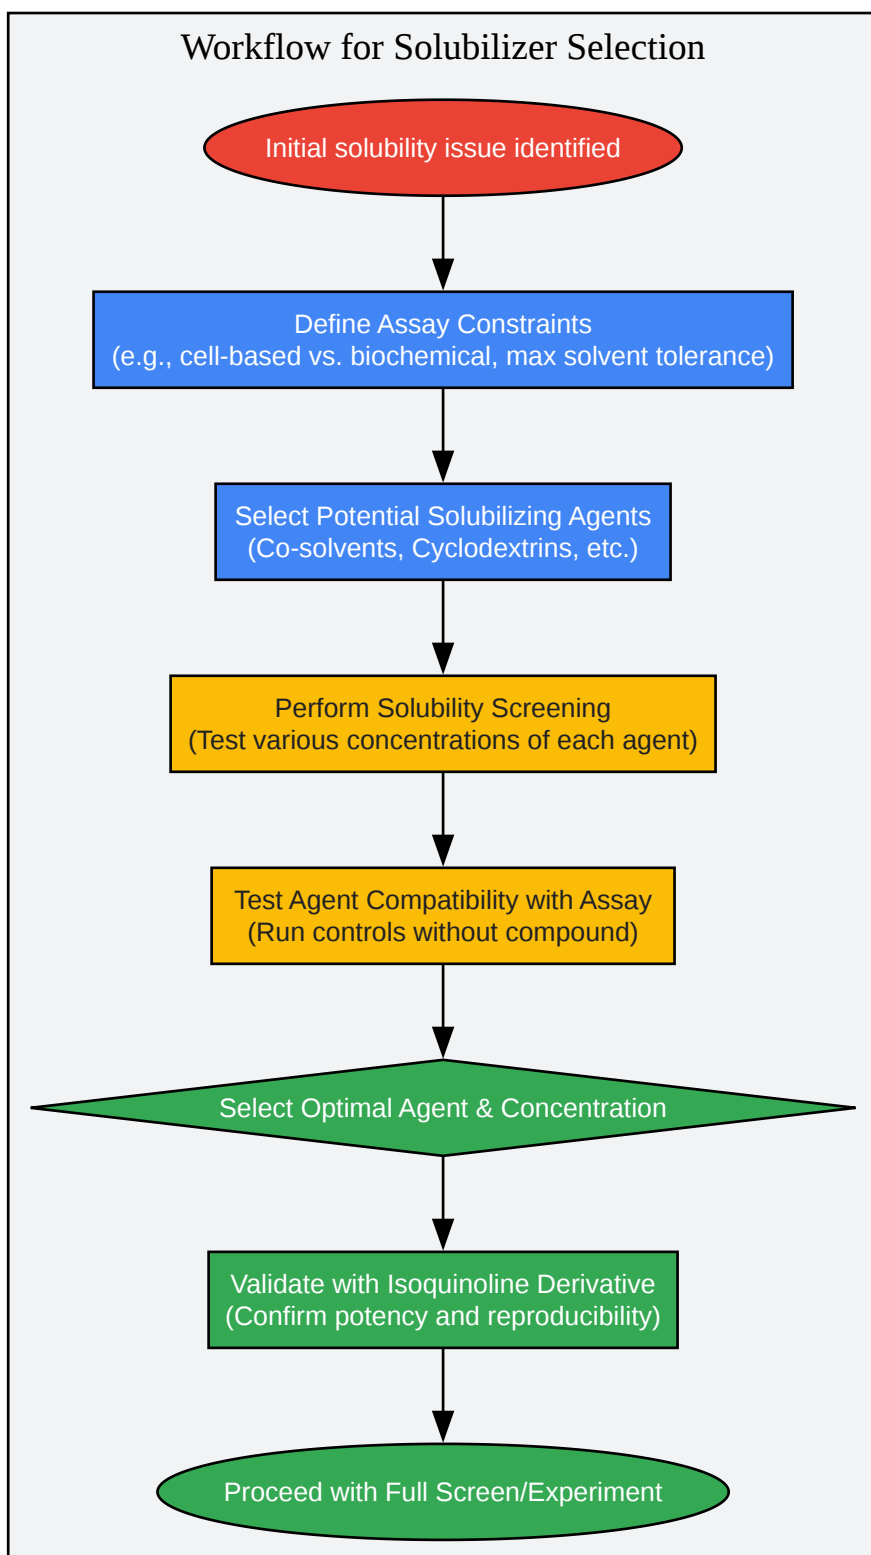 Workflow for Solubilizer Selection
Initial solubility issue identified
Define Assay Constraints
(e.g., cell-based vs. biochemical, max solvent tolerance)
Select Potential Solubilizing Agents
(Co-solvents, Cyclodextrins, etc.)
Perform Solubility Screening
(Test various concentrations of each agent)
Test Agent Compatibility with Assay
(Run controls without compound)
Select Optimal Agent & Concentration
Validate with Isoquinoline Derivative
(Confirm potency and reproducibility)
Proceed with Full Screen/Experiment